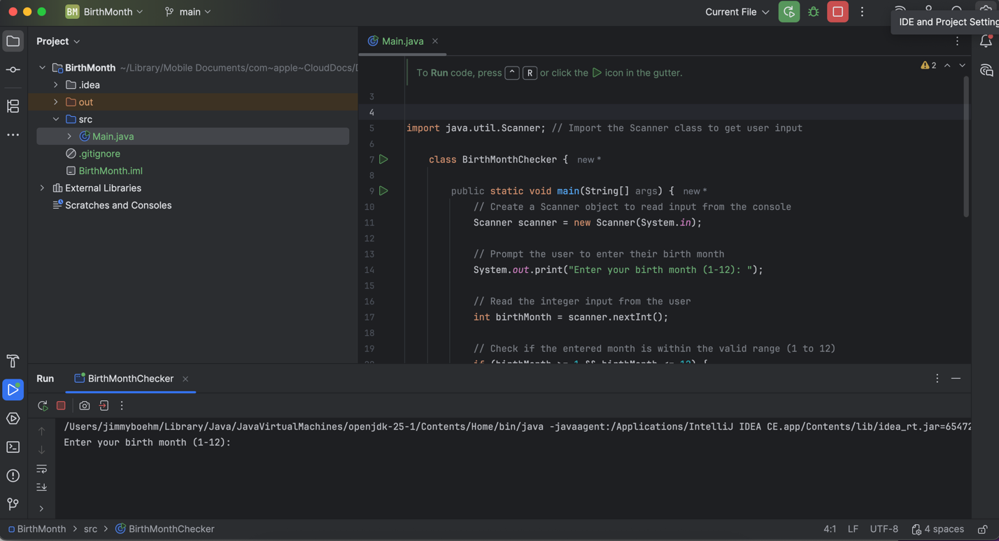 BM BirthMonth main
Current File
IDE and Project Setting
Project
Main.java
BirthMonth ~/Library/Mobile Documents/com~apple~CloudDocs/
.idea
out
src
Main.java
.gitignore
BirthMonth.iml
External Libraries
Scratches and Consoles
To Run code, press ^ R or click the icon in the gutter.
2
3
4
5 import java.util.Scanner; // Import the Scanner class to get user input
6
7 class BirthMonthChecker { new *
8
9 public static void main(String[] args) { new *
10 // Create a Scanner object to read input from the console
11 Scanner scanner = new Scanner(System.in);
12
13 // Prompt the user to enter their birth month
14 System.out.print("Enter your birth month (1-12): ");
15
16 // Read the integer input from the user
17 int birthMonth = scanner.nextInt();
18
19 // Check if the entered month is within the valid range (1 to 12)
20 if (birthMonth >= 1 && birthMonth <= 12) {
Run
BirthMonthChecker
/Users/jimmyboehm/Library/Java/JavaVirtualMachines/openjdk-25-1/Contents/Home/bin/java -javaagent:/Applications/IntelliJ IDEA CE.app/Contents/lib/idea_rt.jar=65472
Enter your birth month (1-12):
BirthMonth > src > BirthMonthChecker
4:1 LF UTF-8 4 spaces